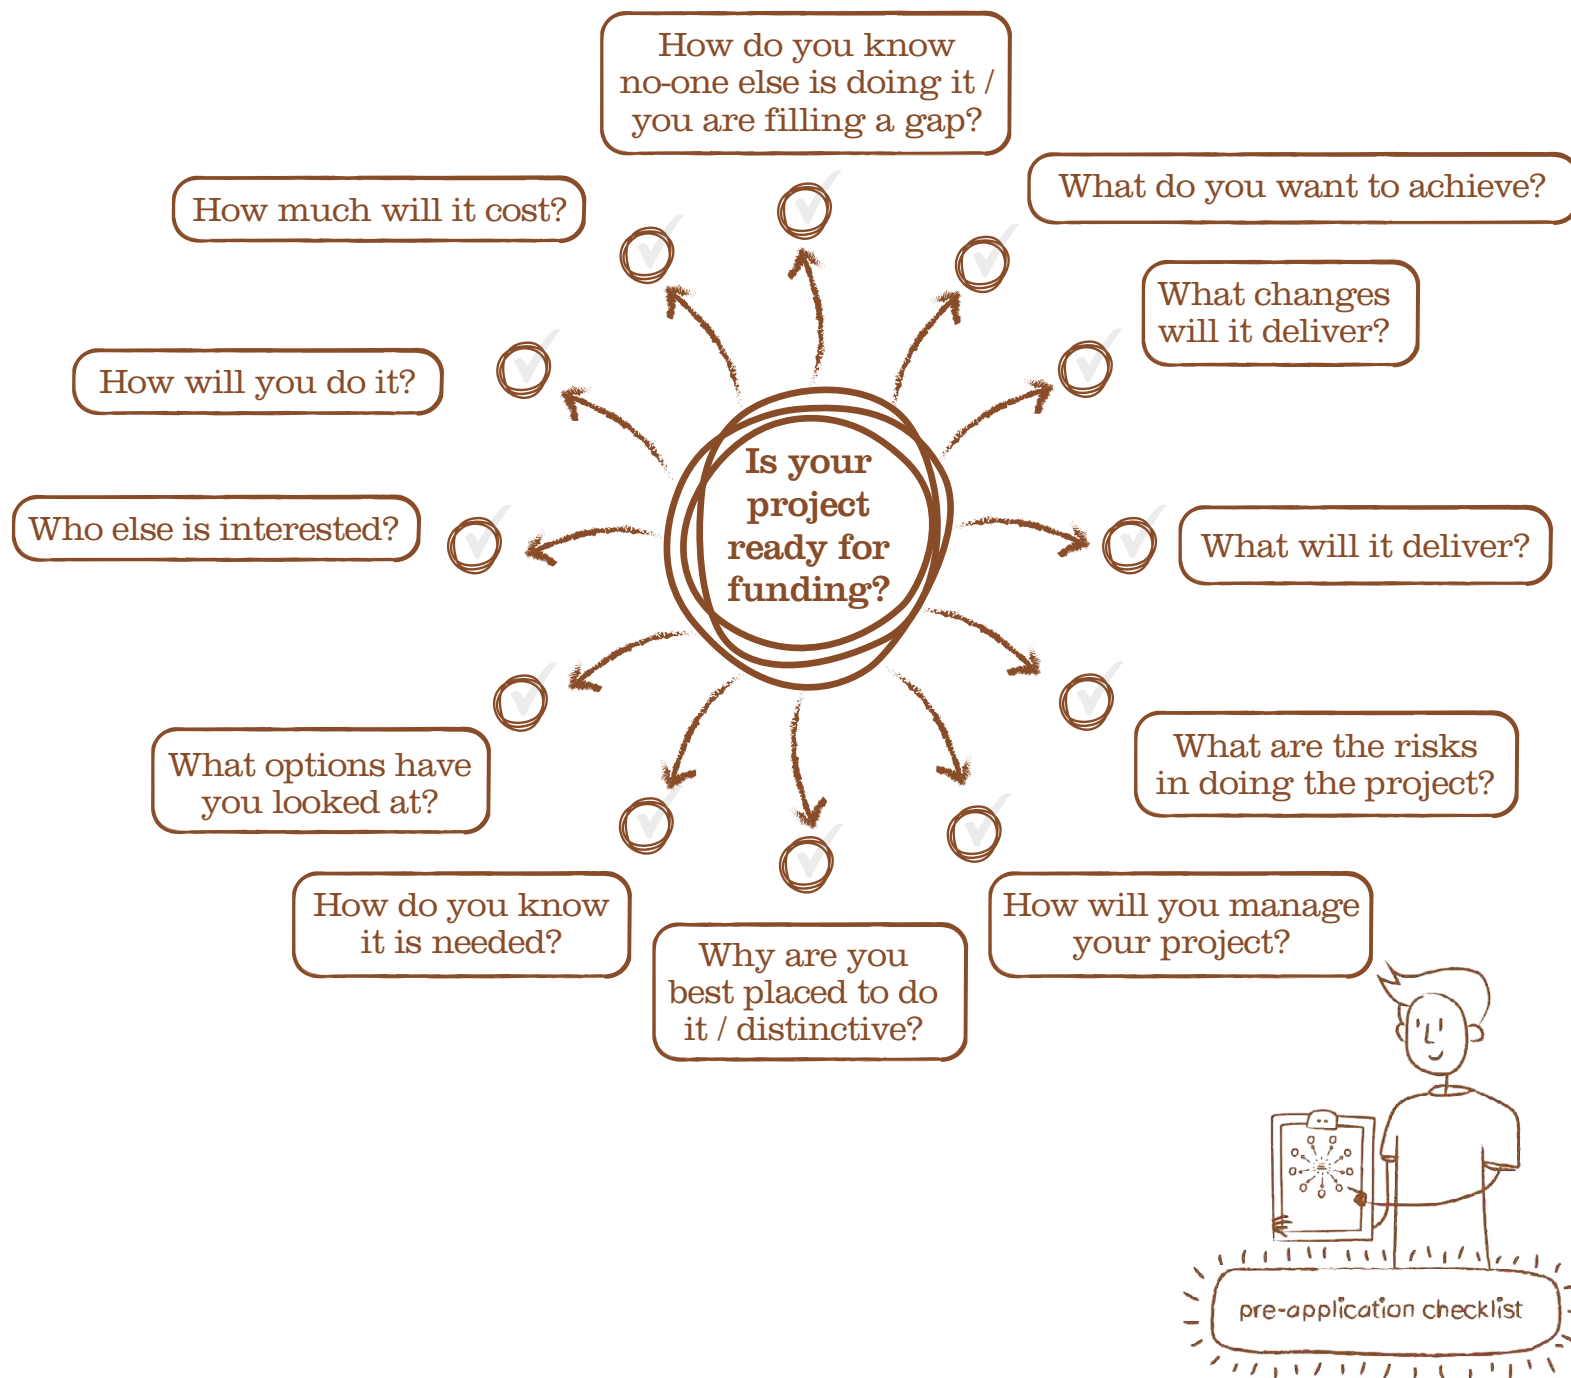 How do you know
no-one else is doing it /
you are filling a gap?
What do you want to achieve?
How much will it cost?
What changes
will it deliver?
How will you do it?
Is your
project
ready for
funding?
Who else is interested?
What will it deliver?
What options have
you looked at?
What are the risks
in doing the project?
How do you know
it is needed?
Why are you
best placed to do
it / distinctive?
How will you manage
your project?
pre-application checklist